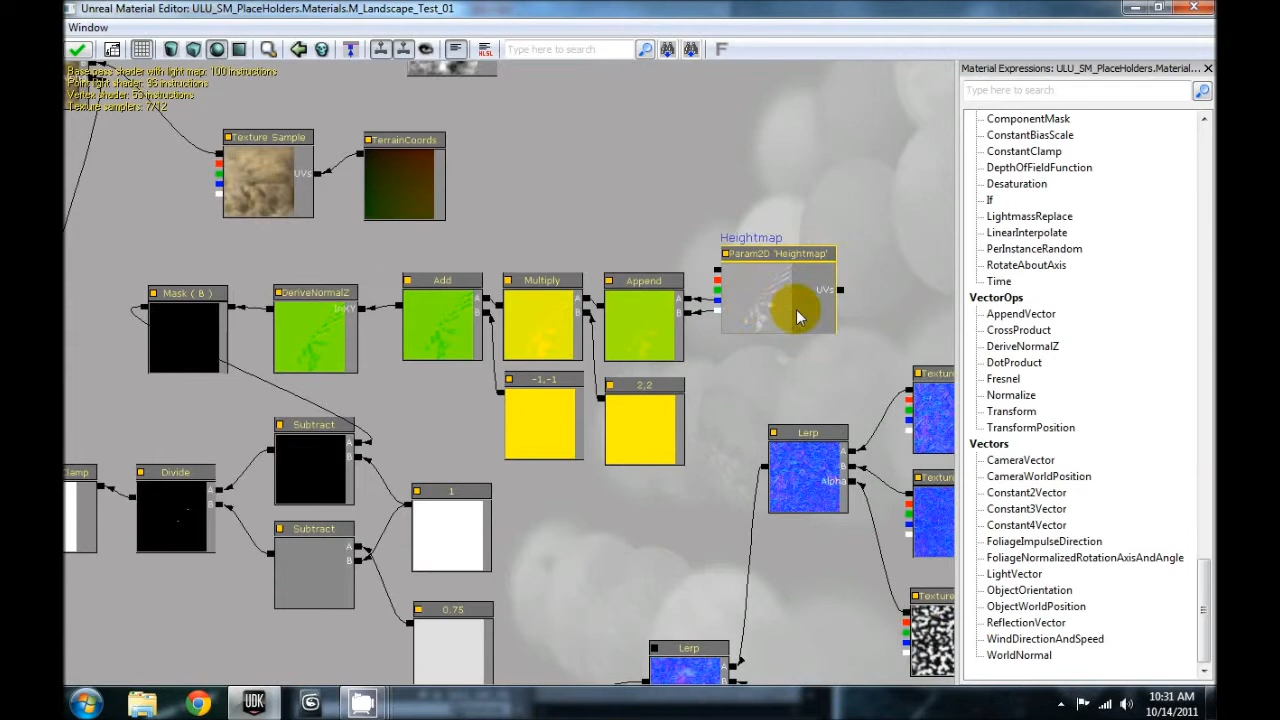 Unreal Material Editor: ULU_SM_PlaceHolders.Materials.M_Landscape_Test_01
Window
HLSL
Type here to search
F
Base pass shader with light map: 100 instructions
Point light shader: 96 instructions
Texture samplers: 7/12
Material Expressions: ULU_SM_PlaceHolders.Material...
Type here to search
ComponentMask
ConstantBiasScale
ConstantClamp
DepthOfFieldFunction
Desaturation
If
LightmassReplace
LinearInterpolate
PerInstanceRandom
RotateAboutAxis
Time
VectorOps
AppendVector
CrossProduct
DeriveNormalZ
DotProduct
Fresnel
Normalize
Transform
TransformPosition
Vectors
CameraVector
CameraWorldPosition
Constant2Vector
Constant3Vector
Constant4Vector
FoliageImpulseDirection
FoliageNormalizedRotationAxisAndAngle
LightVector
ObjectOrientation
ObjectWorldPosition
ReflectionVector
WindDirectionAndSpeed
WorldNormal
Texture Sample
UVs
TerrainCoords
Heightmap
Param2D 'Heightmap'
UVs
Mask ( B )
DeriveNormalZ
InXY
Add
A
B
Multiply
A
B
Append
A
B
-1,-1
2,2
Subtract
A
B
Divide
A
B
Subtract
A
B
1
0.75
Lerp
A
B
Alpha
Lerp
A
B
UDK
10:31 AM
10/14/2011